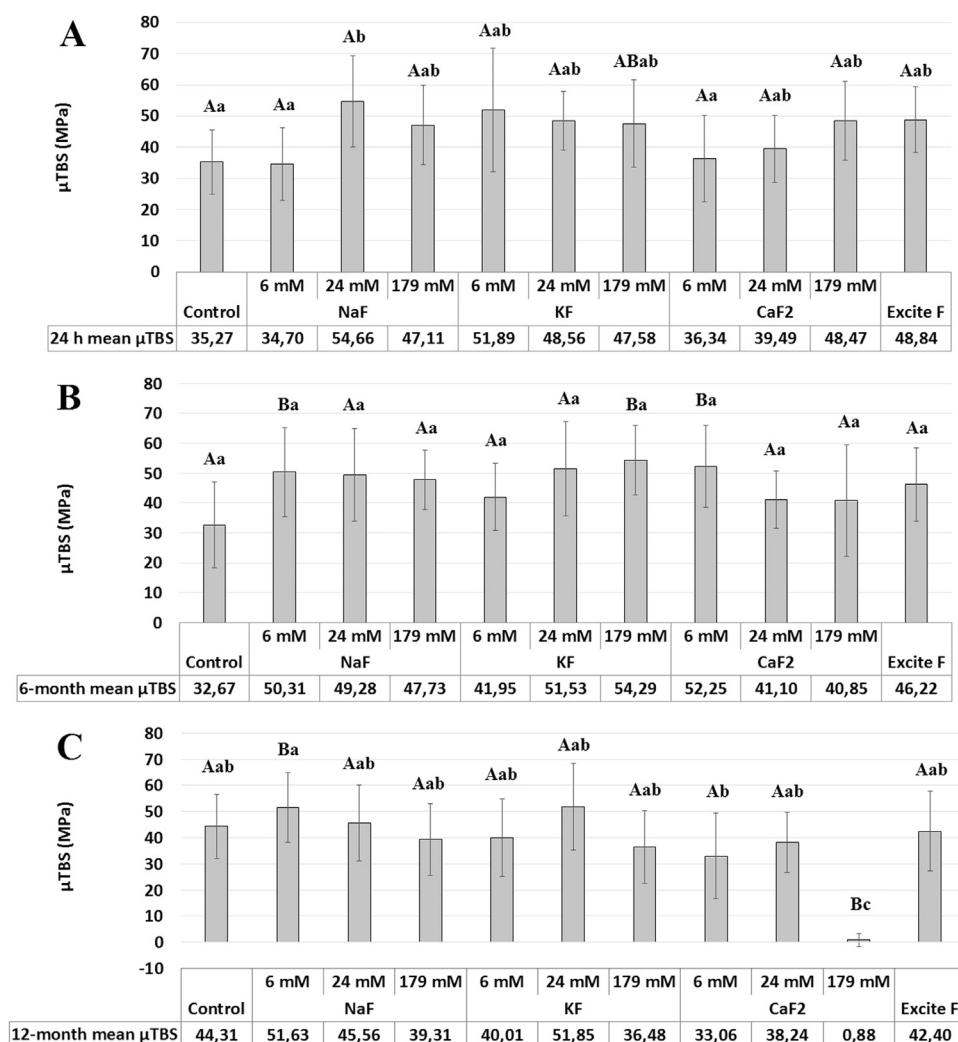 A
µTBS (MPa)
80
70
60
50
40
30
20
10
0
Aa Aa Ab Aab Aab Aab ABab Aa Aab Aab Aab
6 mM 24 mM 179 mM 6 mM 24 mM 179 mM 6 mM 24 mM 179 mM
Control NaF KF CaF2 Excite F
24 h mean µTBS 35,27 34,70 54,66 47,11 51,89 48,56 47,58 36,34 39,49 48,47 48,84
B
µTBS (MPa)
80
70
60
50
40
30
20
10
0
Aa Ba Aa Aa Aa Aa Ba Ba Aa Aa Aa
6 mM 24 mM 179 mM 6 mM 24 mM 179 mM 6 mM 24 mM 179 mM
Control NaF KF CaF2 Excite F
6-month mean µTBS 32,67 50,31 49,28 47,73 41,95 51,53 54,29 52,25 41,10 40,85 46,22
C
µTBS (MPa)
80
70
60
50
40
30
20
10
0
-10
Aab Ba Aab Aab Aab Aab Aab Ab Aab Bc Aab
6 mM 24 mM 179 mM 6 mM 24 mM 179 mM 6 mM 24 mM 179 mM
Control NaF KF CaF2 Excite F
12-month mean µTBS 44,31 51,63 45,56 39,31 40,01 51,85 36,48 33,06 38,24 0,88 42,40